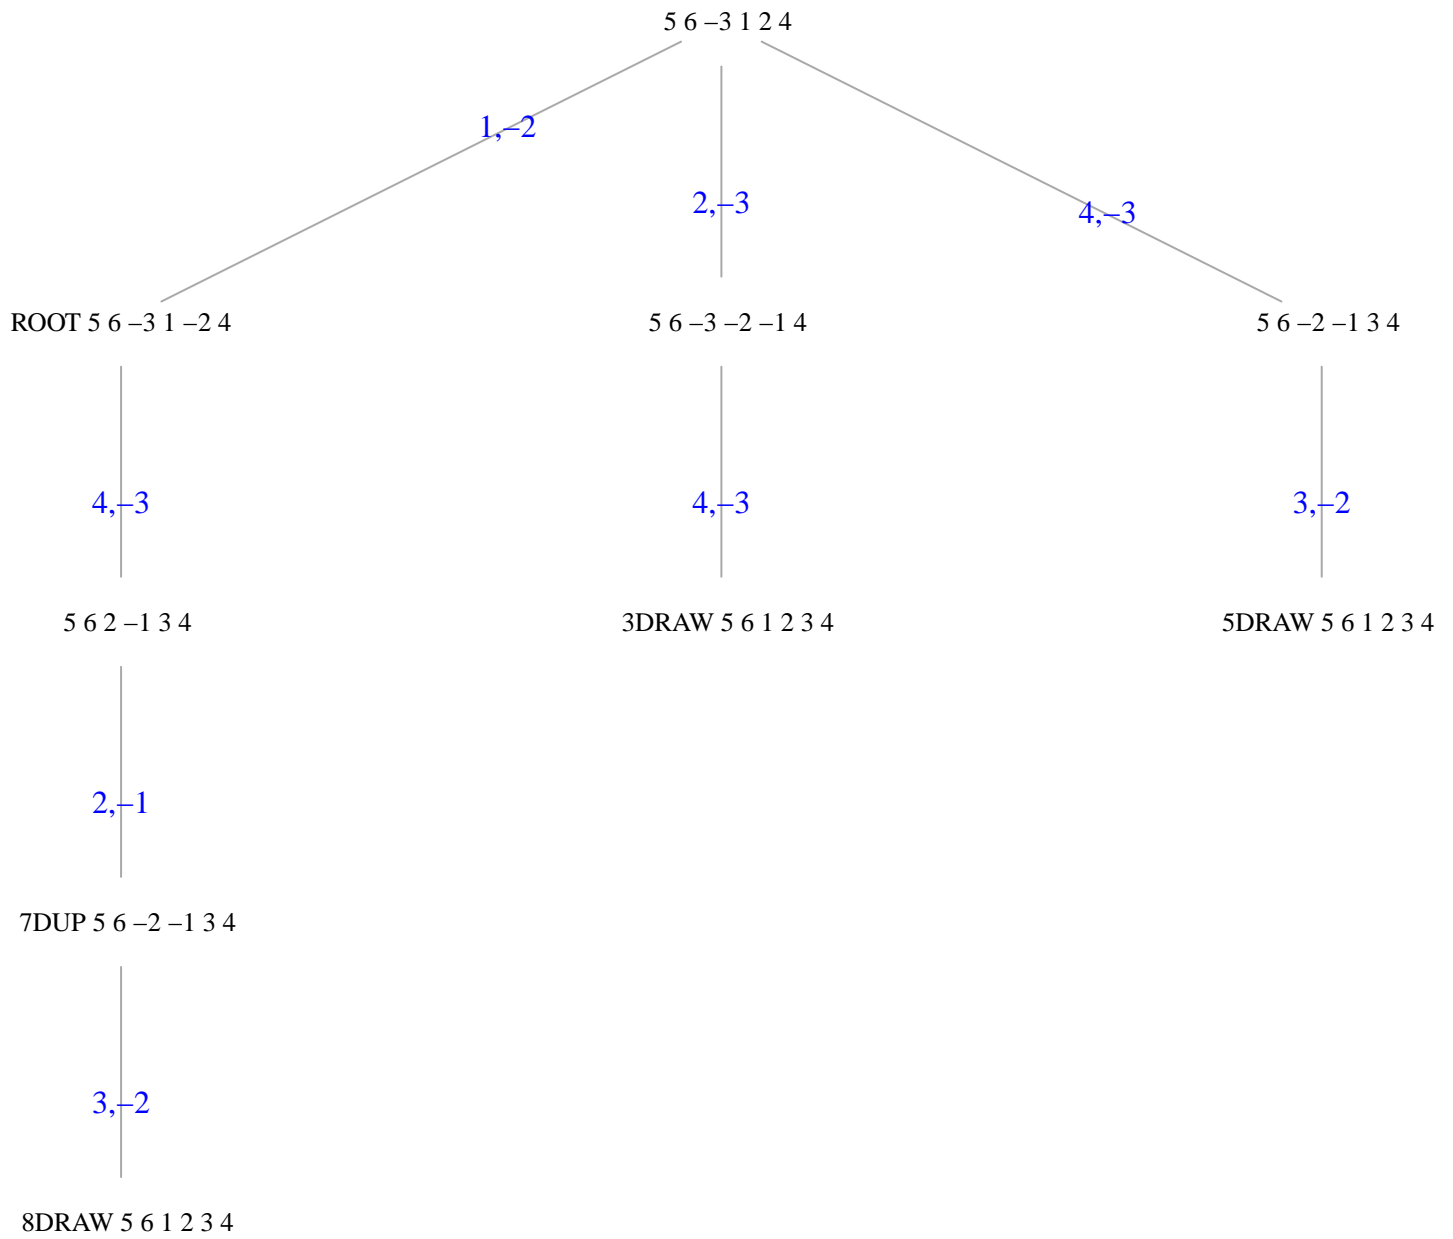 5 6 –3 1 2 4
1,–2
2,–3
4,–3
ROOT 5 6 –3 1 –2 4
5 6 –3 –2 –1 4
5 6 –2 –1 3 4
4,–3
4,–3
3,–2
5 6 2 –1 3 4
3DRAW 5 6 1 2 3 4
5DRAW 5 6 1 2 3 4
2,–1
7DUP 5 6 –2 –1 3 4
3,–2
8DRAW 5 6 1 2 3 4